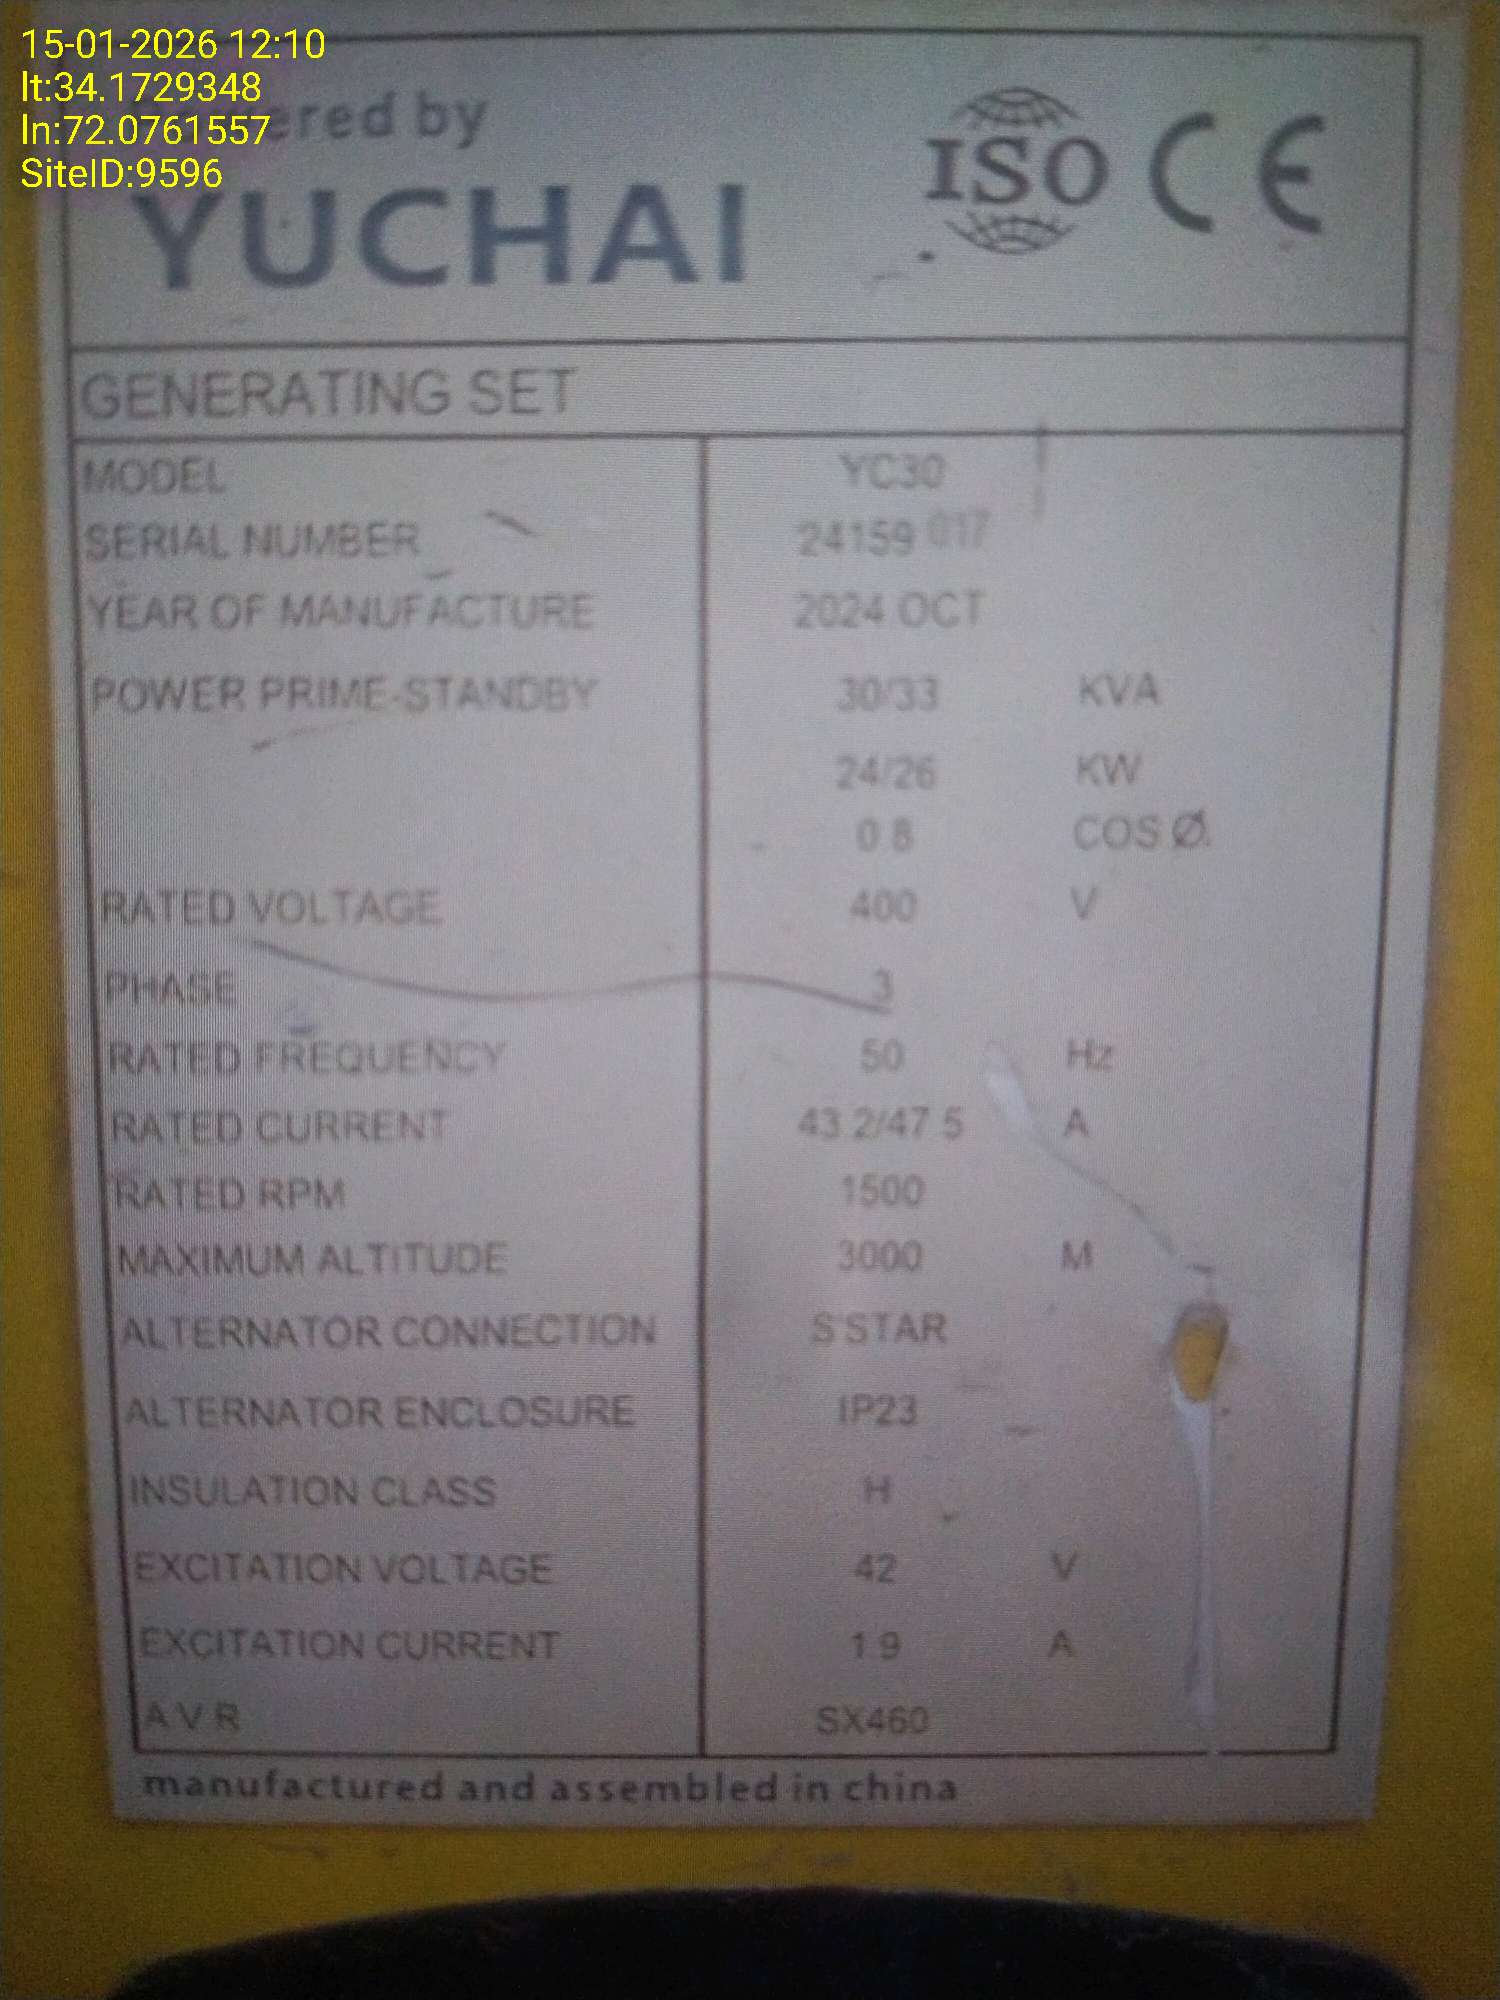 15-01-2026 12:10
lt:34.1729348
ln:72.0761557
SiteID:9596
ered by
YUCHAI
ISO CE
GENERATING SET
MODEL YC30
SERIAL NUMBER 24159 017
YEAR OF MANUFACTURE 2024 OCT
POWER PRIME-STANDBY 30/33 KVA
24/26 KW
0.8 COS Ø
RATED VOLTAGE 400 V
PHASE 3
RATED FREQUENCY 50 Hz
RATED CURRENT 43.2/47.5 A
RATED RPM 1500
MAXIMUM ALTITUDE 3000 M
ALTERNATOR CONNECTION S'STAR
ALTERNATOR ENCLOSURE IP23
INSULATION CLASS H
EXCITATION VOLTAGE 42 V
EXCITATION CURRENT 1.9 A
A V R SX460
manufactured and assembled in china